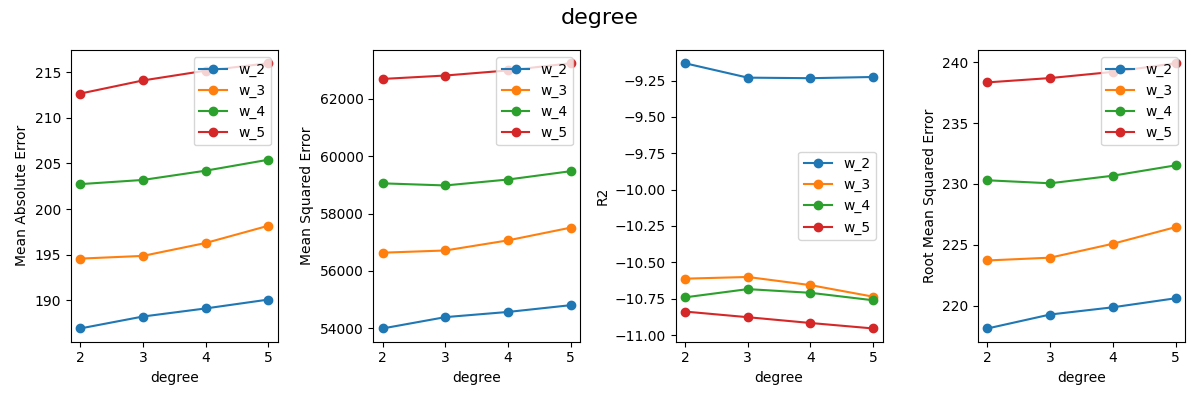 degree
Mean Absolute Error
215
210
205
200
195
190
2 3 4 5
degree
w_2
w_3
w_4
w_5
Mean Squared Error
62000
60000
58000
56000
54000
2 3 4 5
degree
w_2
w_3
w_4
w_5
R2
−9.25
−9.50
−9.75
−10.00
−10.25
−10.50
−10.75
−11.00
2 3 4 5
degree
w_2
w_3
w_4
w_5
Root Mean Squared Error
240
235
230
225
220
2 3 4 5
degree
w_2
w_3
w_4
w_5